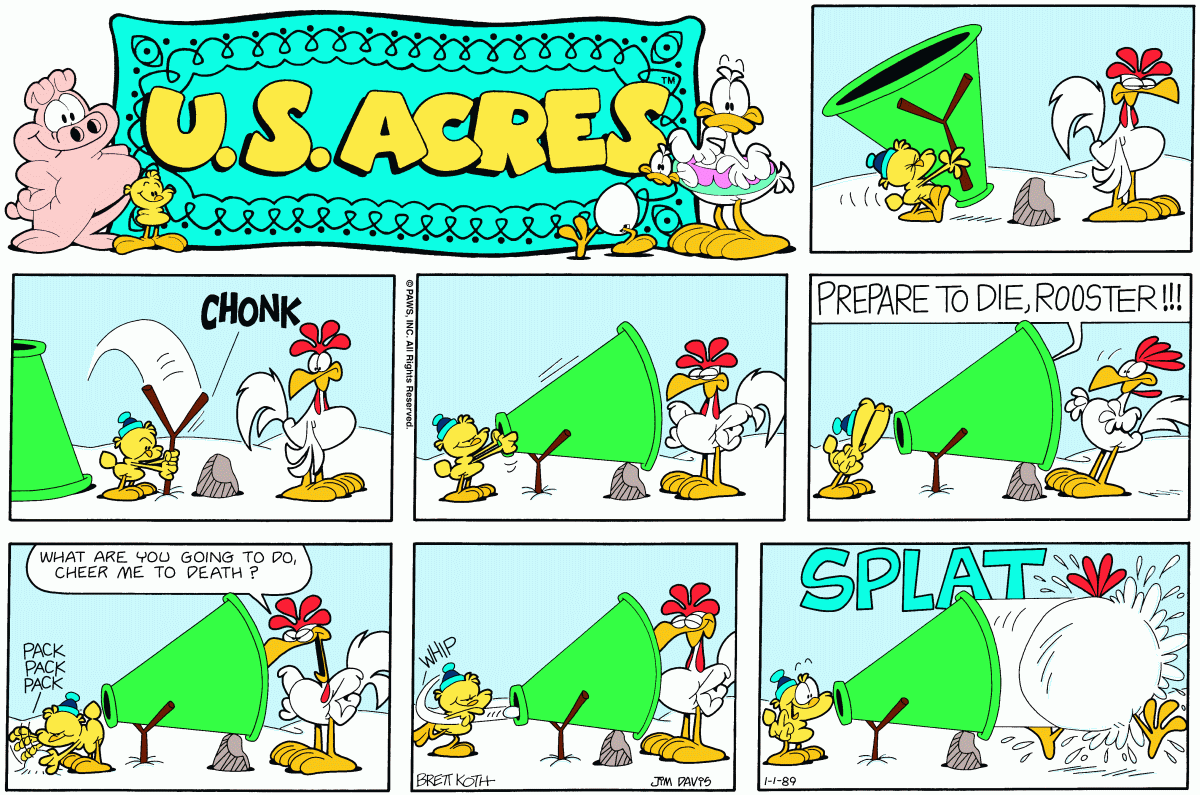 U.S. ACRES
TM
CHONK
© PAWS, INC. All Rights Reserved.
PREPARE TO DIE, ROOSTER!!!
WHAT ARE YOU GOING TO DO,
CHEER ME TO DEATH?
PACK
PACK
PACK
WHIP
BRETT KOTH
JIM DAVIS
SPLAT
1-1-89